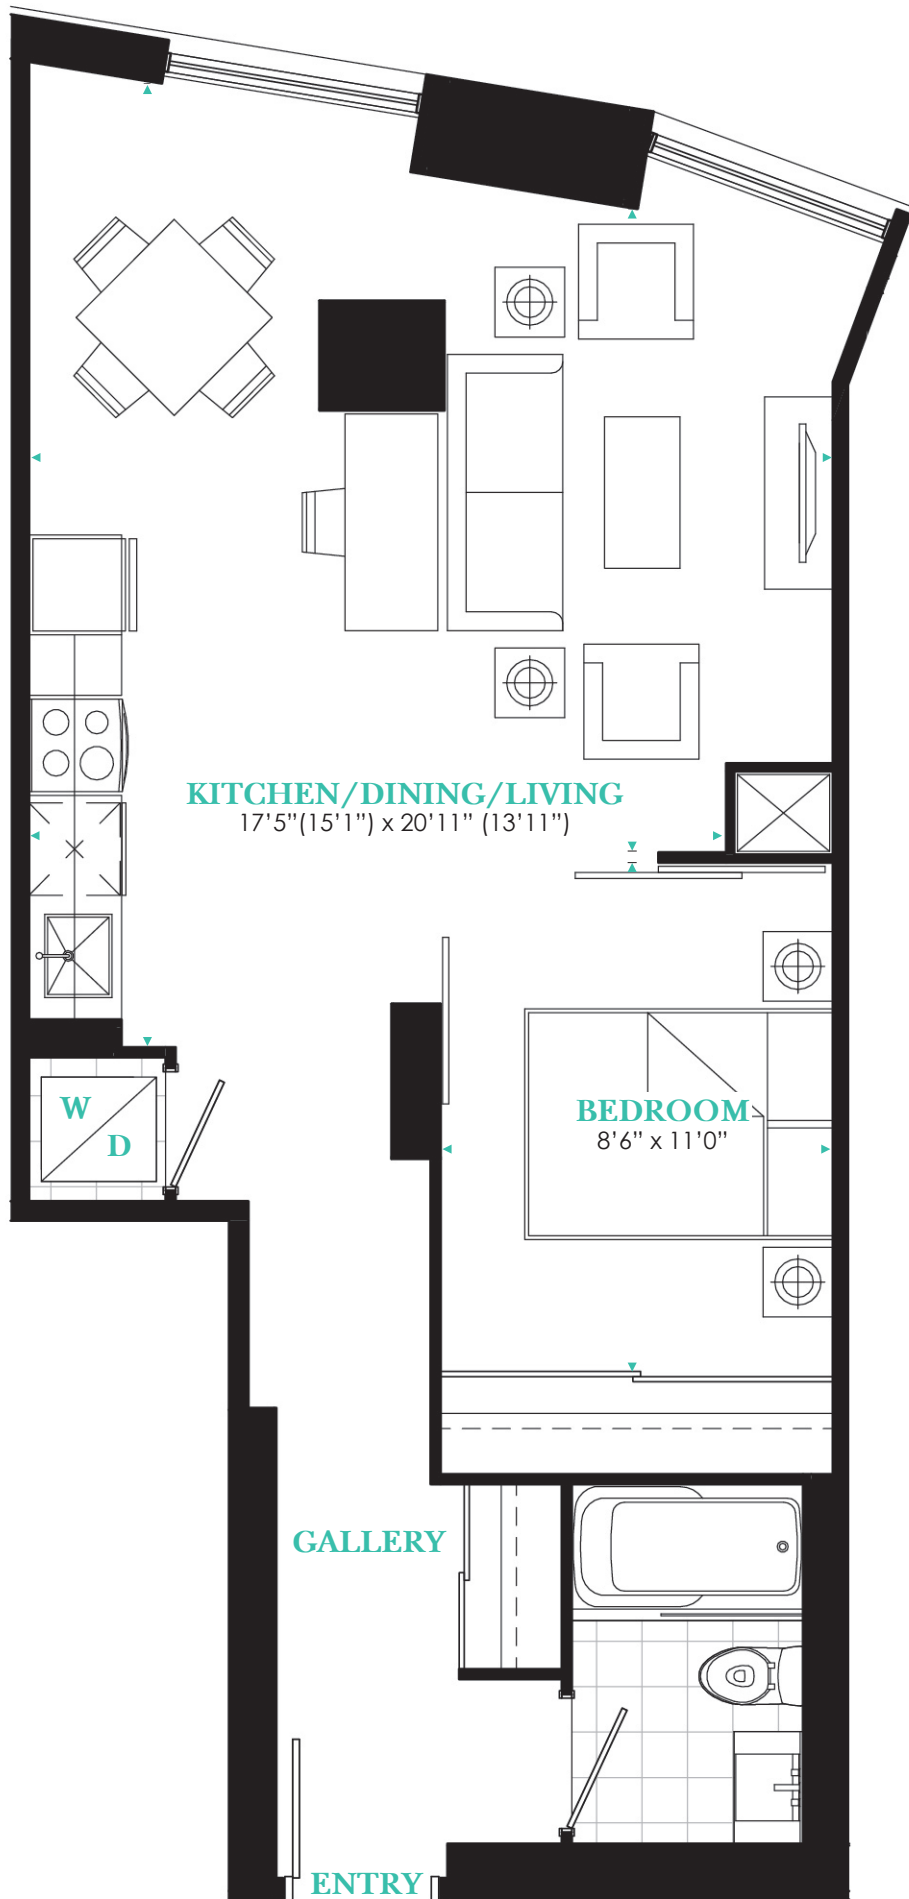 KITCHEN/DINING/LIVING
17’5”(15’1”) x 20’11” (13’11”)
W
D
BEDROOM
8’6” x 11’0”
GALLERY
ENTRY